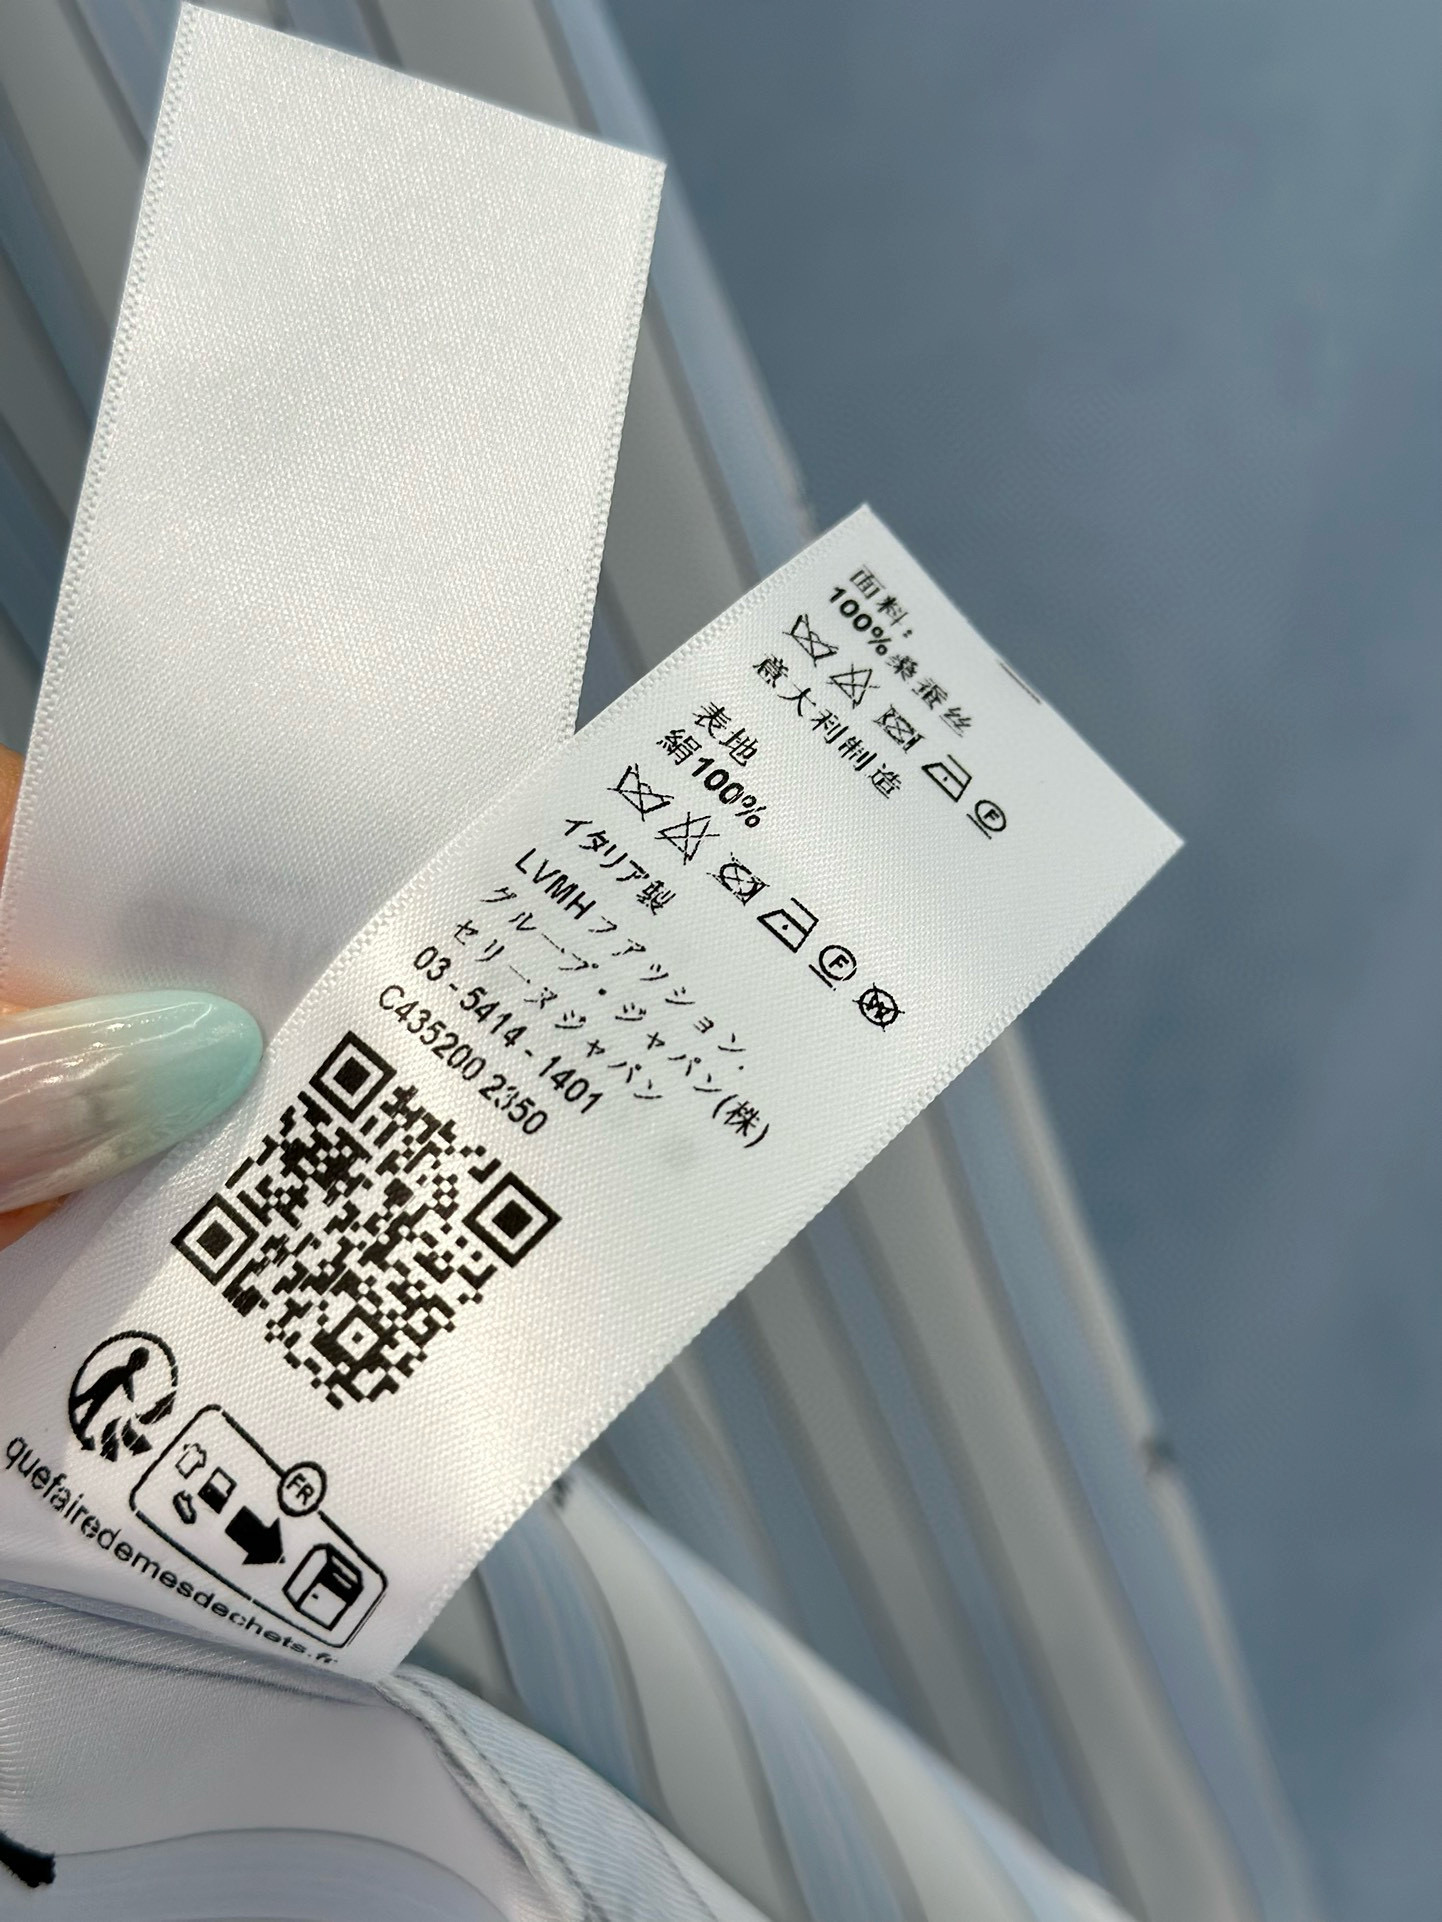 面料：
100%桑蚕丝
意大利制造
表地
絹100%
イタリア製
LVMHファッション・
グループ・ジャパン(株)
セリーヌジャパン
03-5414-1401
C435200 2350
FR
quefairedemesdechets.fr